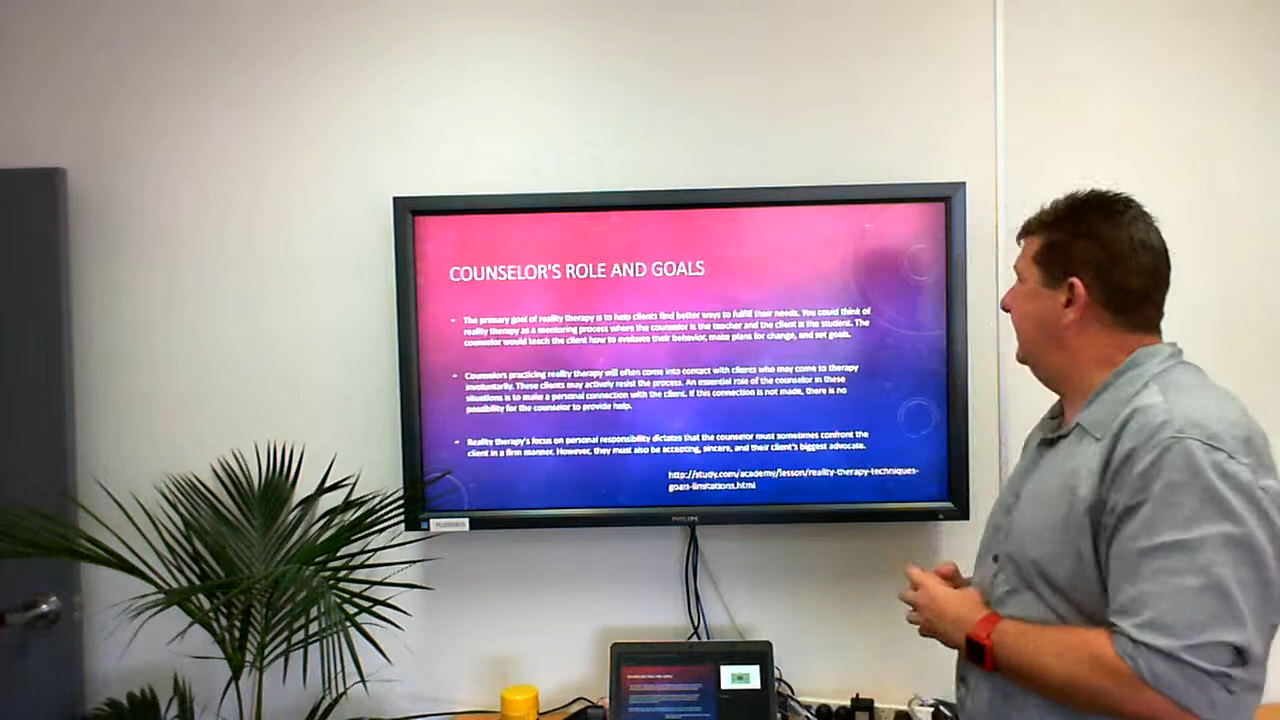 COUNSELOR'S ROLE AND GOALS
The primary goal of reality therapy is to help clients find better ways to fulfill their needs. You could think of
reality therapy as a mentoring process where the counselor is the teacher and the client is the student. The
counselor would teach the client how to evaluate their behavior, make plans for change, and set goals.
Counselors practicing reality therapy will often come into contact with clients who may come to therapy
involuntarily. These clients may actively resist the process. An essential role of the counselor in these
situations is to make a personal connection with the client. If this connection is not made, there is no
possibility for the counselor to provide help.
Reality therapy's focus on personal responsibility dictates that the counselor must sometimes confront the
client in a firm manner. However, they must also be accepting, sincere, and their client's biggest advocate.
http://study.com/academy/lesson/reality-therapy-techniques-
goals-limitations.html